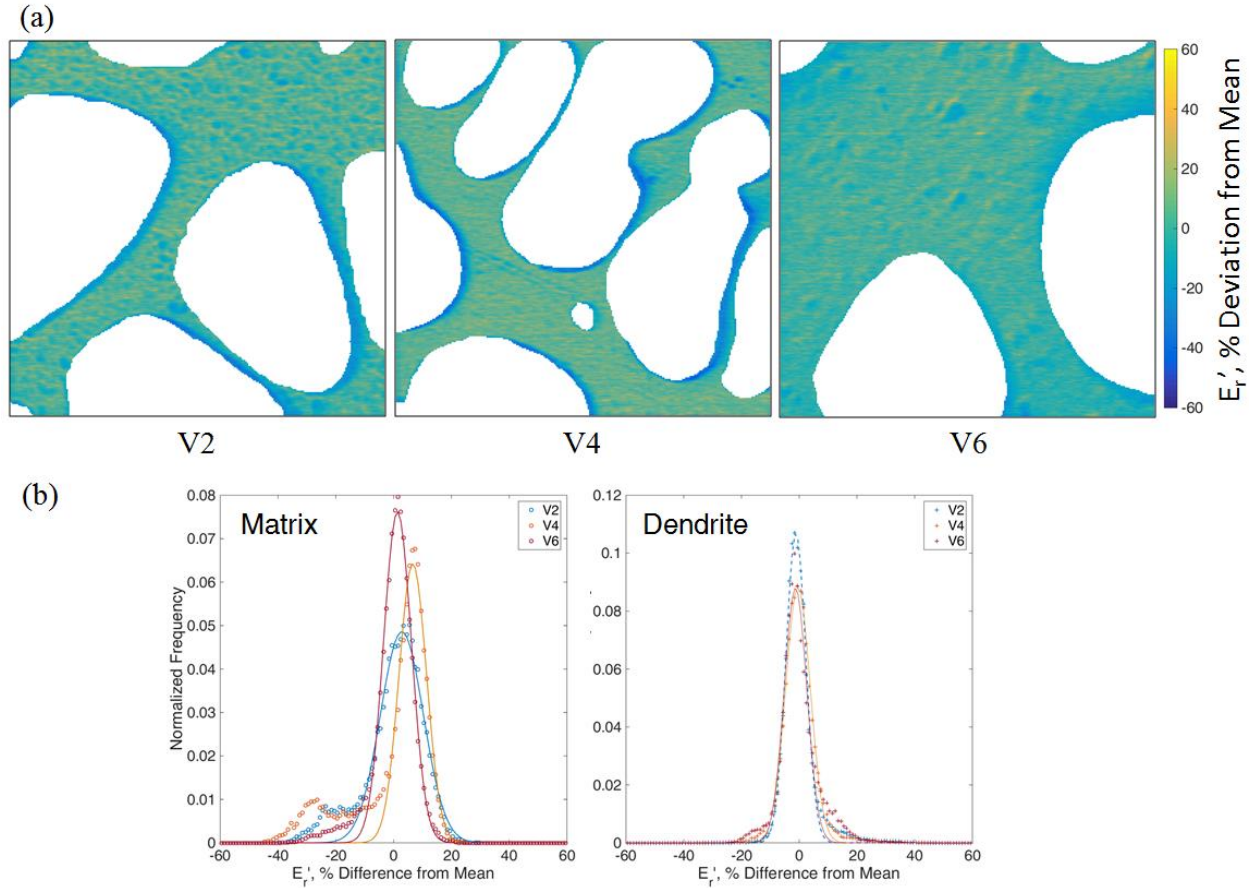 (a)
60
40
20
0
-20
-40
-60
E_r', % Deviation from Mean
V2
V4
V6
(b)
Matrix
V2
V4
V6
0.08
0.07
0.06
0.05
0.04
0.03
0.02
0.01
0
Normalized Frequency
-60 -40 -20 0 20 40 60
E_r', % Difference from Mean
Dendrite
V2
V4
V6
0.12
0.1
0.08
0.06
0.04
0.02
0
-60 -40 -20 0 20 40 60
E_r', % Difference from Mean